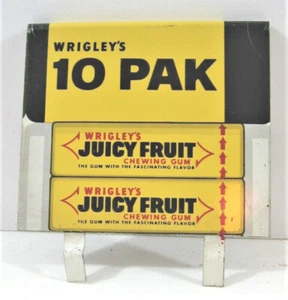 WRIGLEY'S
10 PAK
WRIGLEY'S
JUICY FRUIT
CHEWING GUM
THE GUM WITH THE FASCINATING FLAVOR
WRIGLEY'S
JUICY FRUIT
CHEWING GUM
THE GUM WITH THE FASCINATING FLAVOR